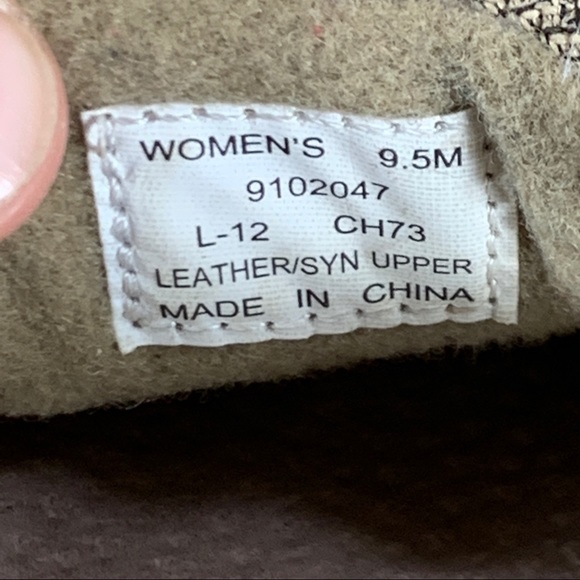 WOMEN'S 9.5M
9102047
L-12 CH73
LEATHER/SYN UPPER
MADE IN CHINA